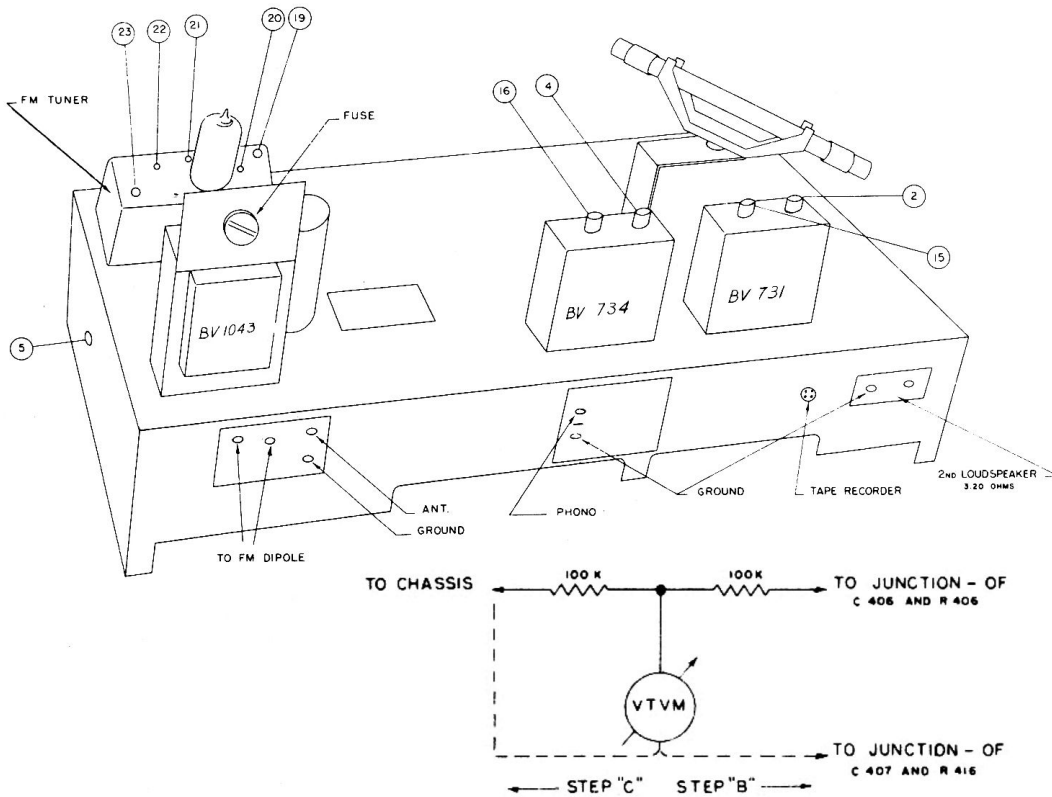 23
22
21
20
19
FM TUNER
FUSE
16
4
2
15
5
BV 1043
BV 734
BV 731
ANT.
GROUND
TO FM DIPOLE
PHONO
GROUND
TAPE RECORDER
2ND LOUDSPEAKER
3.20 OHMS
TO CHASSIS
100 K
100K
TO JUNCTION - OF
C 406 AND R 406
VTVM
TO JUNCTION - OF
C 407 AND R 416
STEP "C"
STEP "B"